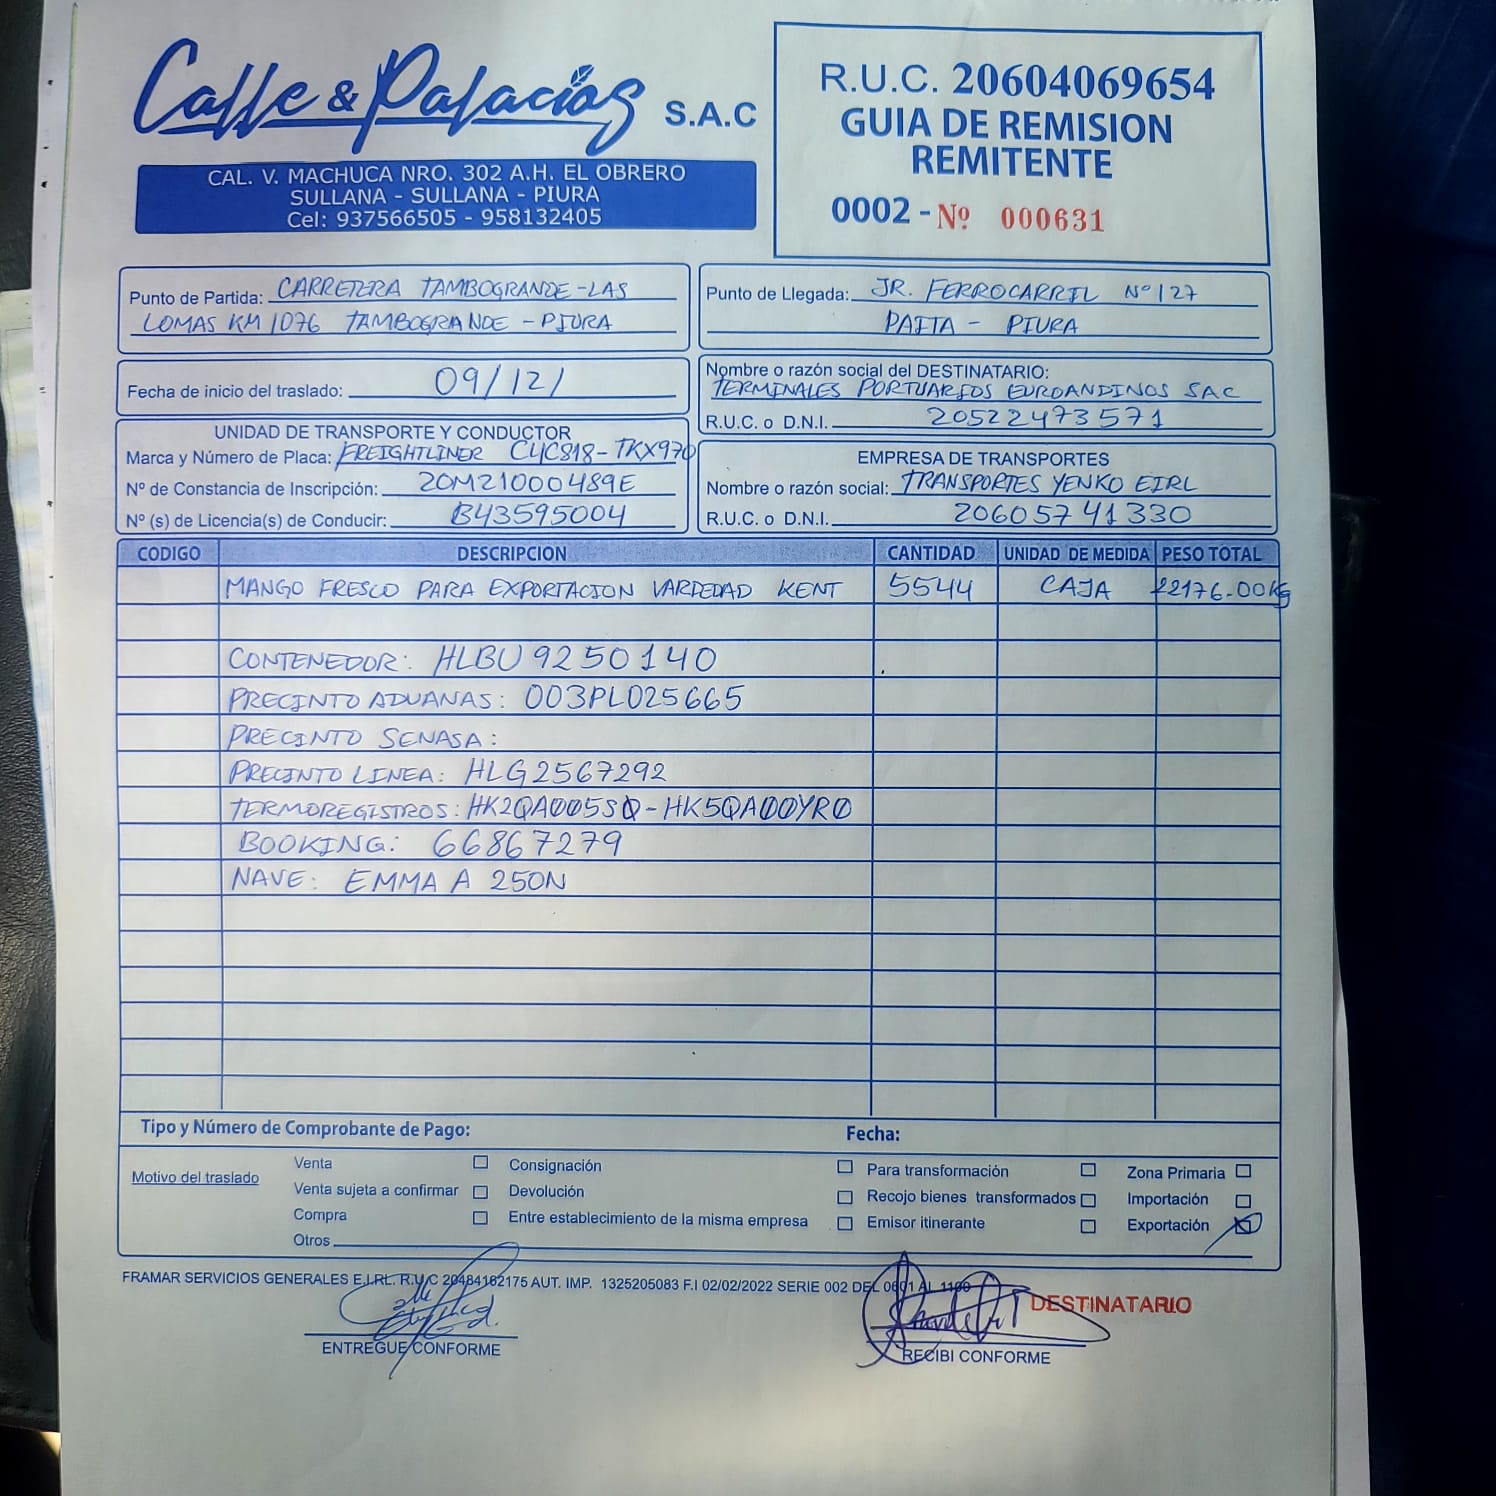 Calle & Palacios S.A.C
CAL. V. MACHUCA NRO. 302 A.H. EL OBRERO
SULLANA - SULLANA - PIURA
Cel: 937566505 - 958132405
R.U.C. 20604069654
GUIA DE REMISION
REMITENTE
0002 - Nº 000631
Punto de Partida: CARRETERA TAMBOGRANDE-LAS
LOMAS KM 1076 TAMBOGRANDE - PIURA
Punto de Llegada: JR. FERROCARRIL Nº 127
PAITA - PIURA
Fecha de inicio del traslado: 09/12/
Nombre o razón social del DESTINATARIO:
TERMINALES PORTUARIOS EUROANDINOS SAC
R.U.C. o D.N.I. 20522473571
UNIDAD DE TRANSPORTE Y CONDUCTOR
Marca y Número de Placa: FREIGHTLINER C4C818-TKX970
Nº de Constancia de Inscripción: 20M21000489E
Nº (s) de Licencia(s) de Conducir: B43595004
EMPRESA DE TRANSPORTES
Nombre o razón social: TRANSPORTES YENKO EIRL
R.U.C. o D.N.I. 20605741330
CODIGO DESCRIPCION CANTIDAD UNIDAD DE MEDIDA PESO TOTAL
MANGO FRESCO PARA EXPORTACION VARIEDAD KENT 5544 CAJA 22176.00Kg
CONTENEDOR: HLBU 9250140
PRECINTO ADUANAS: 003PL025665
PRECINTO SENASA:
PRECINTO LINEA: HLG2567292
TERMOREGISTROS: HK2QA005SQ-HK5QA00YR0
BOOKING: 66867279
NAVE: EMMA A 250N
Tipo y Número de Comprobante de Pago: Fecha:
Motivo del traslado
Venta
Venta sujeta a confirmar
Compra
Otros
Consignación
Devolución
Entre establecimiento de la misma empresa
Para transformación
Recojo bienes transformados
Emisor itinerante
Zona Primaria
Importación
Exportación
FRAMAR SERVICIOS GENERALES E.I.RL. R.U.C 20484182175 AUT. IMP. 1325205083 F.I 02/02/2022 SERIE 002 DEL 0601 AL 1100
DESTINATARIO
ENTREGUE CONFORME
RECIBI CONFORME